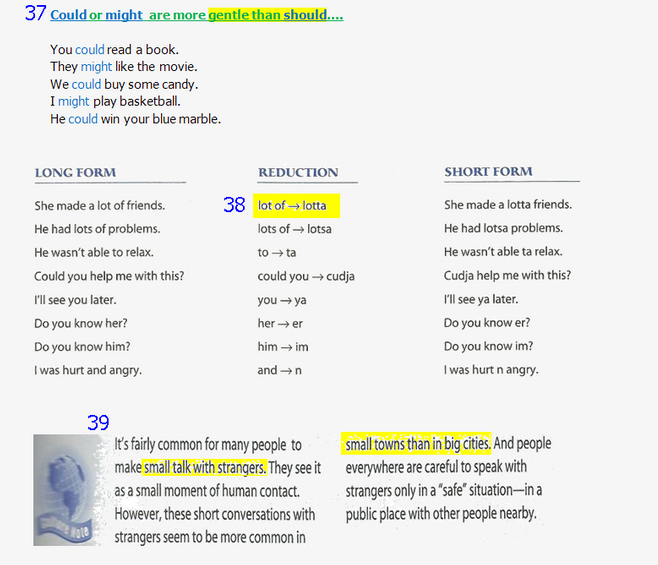 37 Could or might are more gentle than should....
You could read a book.
They might like the movie.
We could buy some candy.
I might play basketball.
He could win your blue marble.
LONG FORM REDUCTION SHORT FORM
She made a lot of friends. 38 lot of → lotta She made a lotta friends.
He had lots of problems. lots of → lotsa He had lotsa problems.
He wasn't able to relax. to → ta He wasn't able ta relax.
Could you help me with this? could you → cudja Cudja help me with this?
I'll see you later. you → ya I'll see ya later.
Do you know her? her → er Do you know er?
Do you know him? him → im Do you know im?
I was hurt and angry. and → n I was hurt n angry.
39
It's fairly common for many people to
make small talk with strangers. They see it
as a small moment of human contact.
However, these short conversations with
strangers seem to be more common in
small towns than in big cities. And people
everywhere are careful to speak with
strangers only in a "safe" situation—in a
public place with other people nearby.
Note